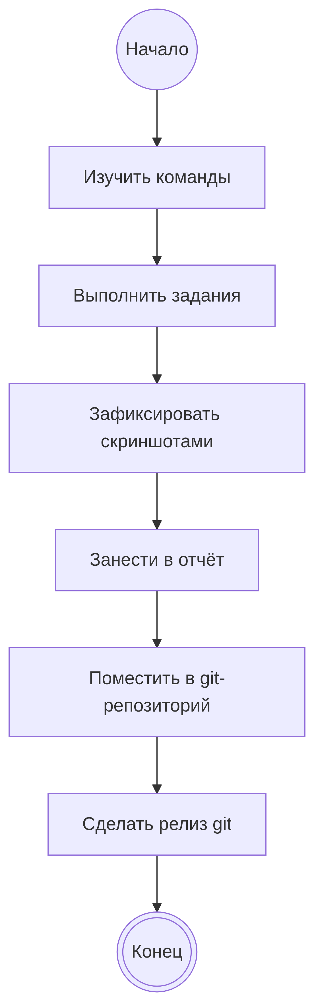 Начало
Изучить команды
Выполнить задания
Зафиксировать
скриншотами
Занести в отчёт
Поместить в git-
репозиторий
Сделать релиз git
Конец